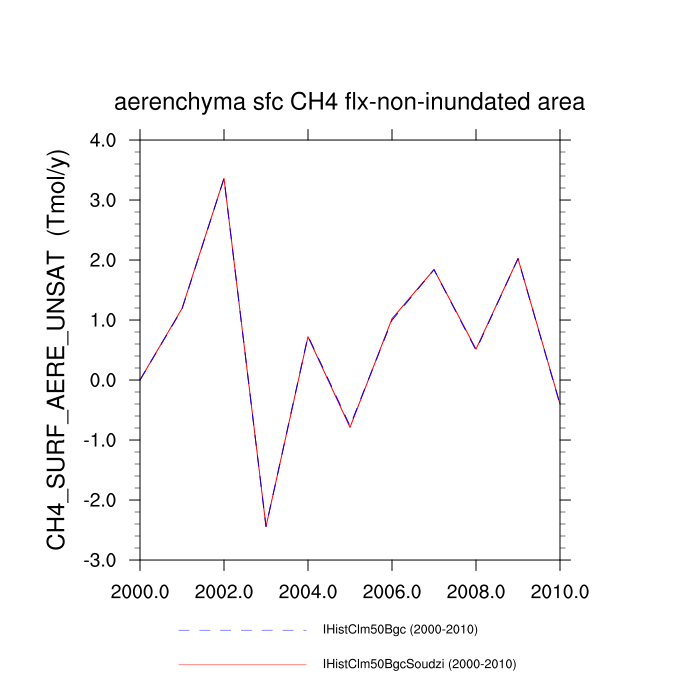 aerenchyma sfc CH4 flx-non-inundated area
CH4_SURF_AERE_UNSAT (Tmol/y)
4.0
3.0
2.0
1.0
0.0
-1.0
-2.0
-3.0
2000.0 2002.0 2004.0 2006.0 2008.0 2010.0
IHistClm50Bgc (2000-2010)
IHistClm50BgcSoudzi (2000-2010)